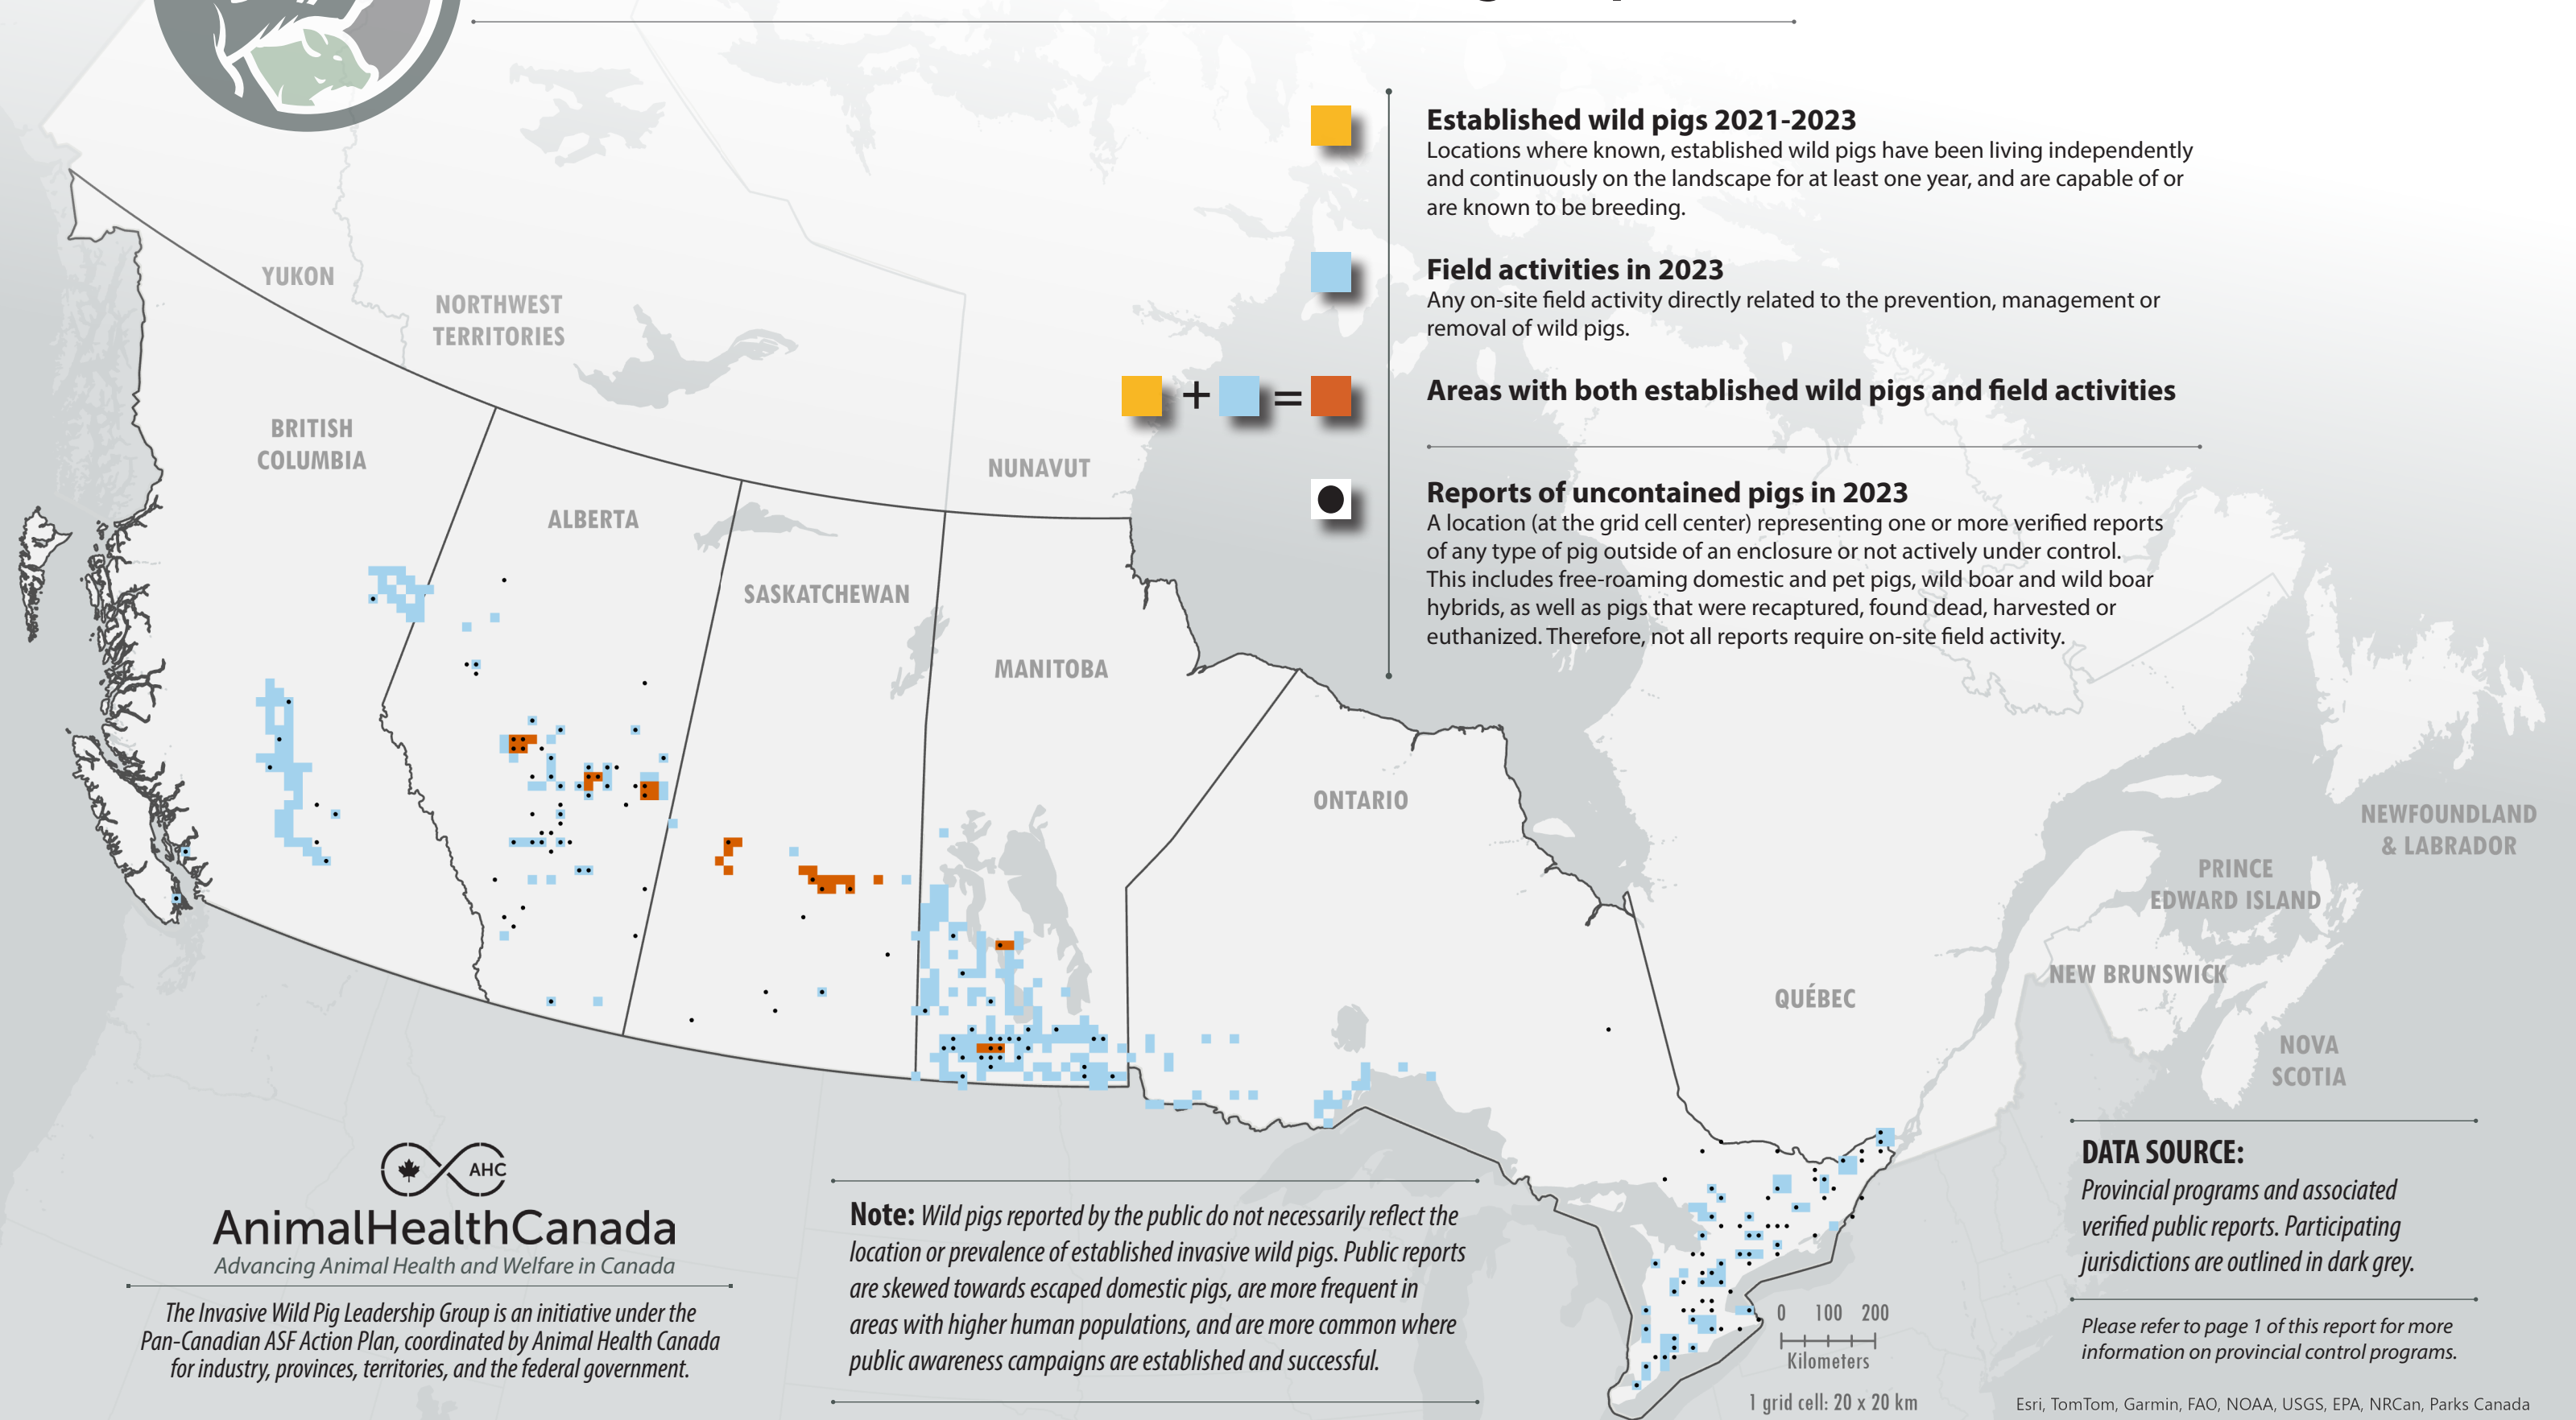 Established wild pigs 2021-2023
Locations where known, established wild pigs have been living independently
and continuously on the landscape for at least one year, and are capable of or
are known to be breeding.
Field activities in 2023
Any on-site field activity directly related to the prevention, management or
removal of wild pigs.
+ =
Areas with both established wild pigs and field activities
Reports of uncontained pigs in 2023
A location (at the grid cell center) representing one or more verified reports
of any type of pig outside of an enclosure or not actively under control.
This includes free-roaming domestic and pet pigs, wild boar and wild boar
hybrids, as well as pigs that were recaptured, found dead, harvested or
euthanized. Therefore, not all reports require on-site field activity.
YUKON
NORTHWEST
TERRITORIES
NUNAVUT
BRITISH
COLUMBIA
ALBERTA
SASKATCHEWAN
MANITOBA
ONTARIO
QUÉBEC
NEWFOUNDLAND
& LABRADOR
PRINCE
EDWARD ISLAND
NEW BRUNSWICK
NOVA
SCOTIA
AHC
AnimalHealthCanada
Advancing Animal Health and Welfare in Canada
The Invasive Wild Pig Leadership Group is an initiative under the
Pan-Canadian ASF Action Plan, coordinated by Animal Health Canada
for industry, provinces, territories, and the federal government.
Note: Wild pigs reported by the public do not necessarily reflect the
location or prevalence of established invasive wild pigs. Public reports
are skewed towards escaped domestic pigs, are more frequent in
areas with higher human populations, and are more common where
public awareness campaigns are established and successful.
0 100 200
Kilometers
1 grid cell: 20 x 20 km
DATA SOURCE:
Provincial programs and associated
verified public reports. Participating
jurisdictions are outlined in dark grey.
Please refer to page 1 of this report for more
information on provincial control programs.
Esri, TomTom, Garmin, FAO, NOAA, USGS, EPA, NRCan, Parks Canada